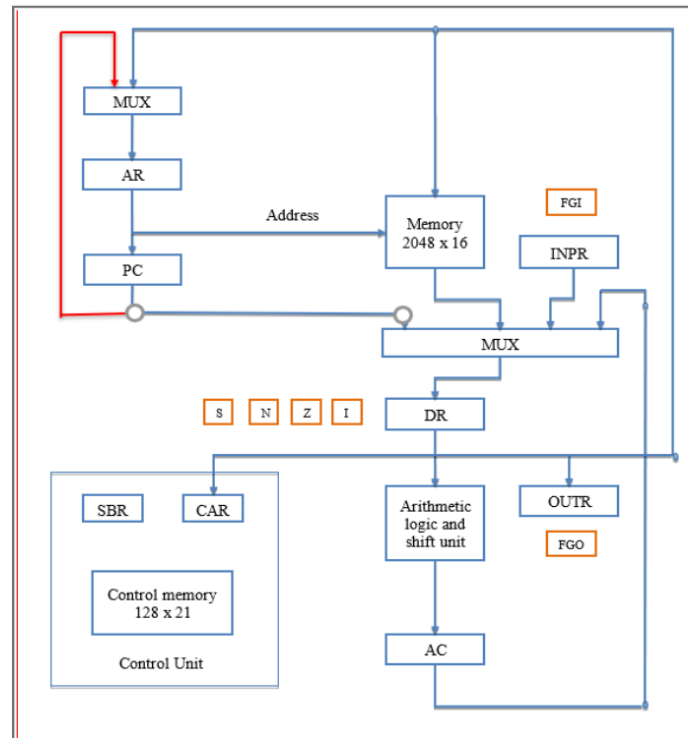 MUX
AR
Address
Memory
2048 x 16
FGI
INPR
PC
MUX
S
N
Z
I
DR
SBR
CAR
Arithmetic
logic and
shift unit
OUTR
FGO
Control memory
128 x 21
Control Unit
AC